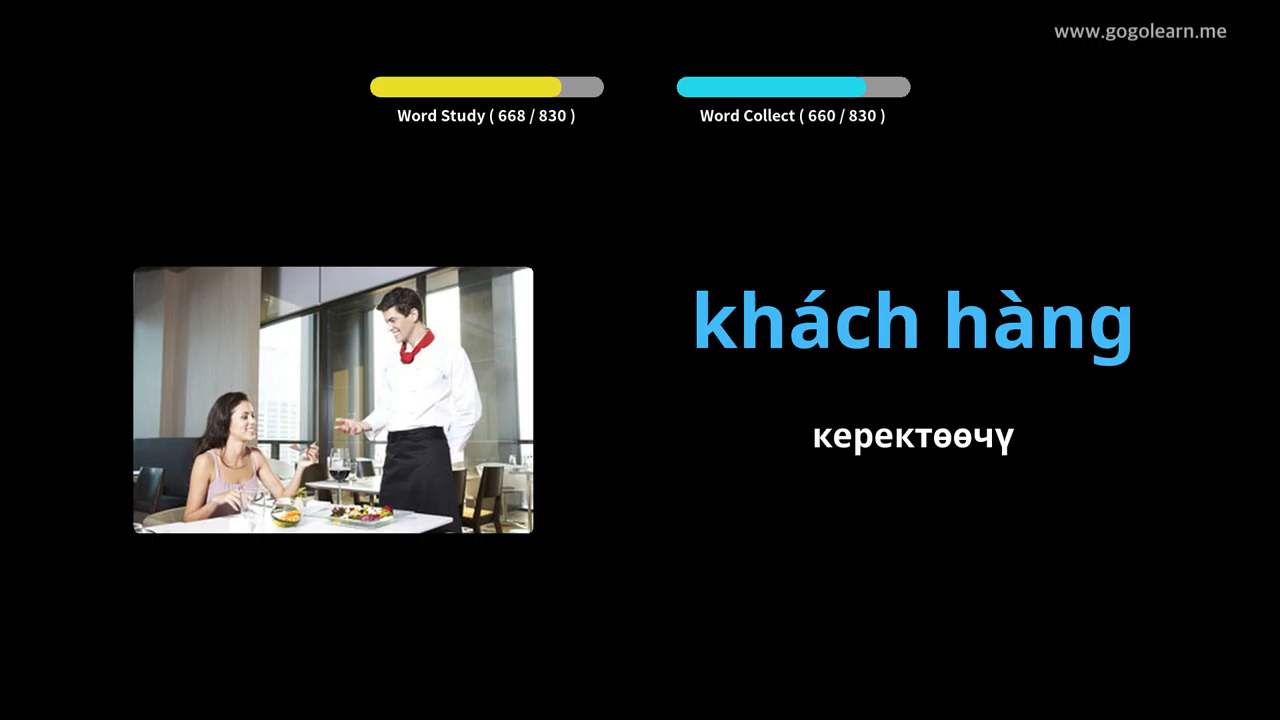 www.gogolearn.me
Word Study ( 668 / 830 )
Word Collect ( 660 / 830 )
khách hàng
керектөөчү